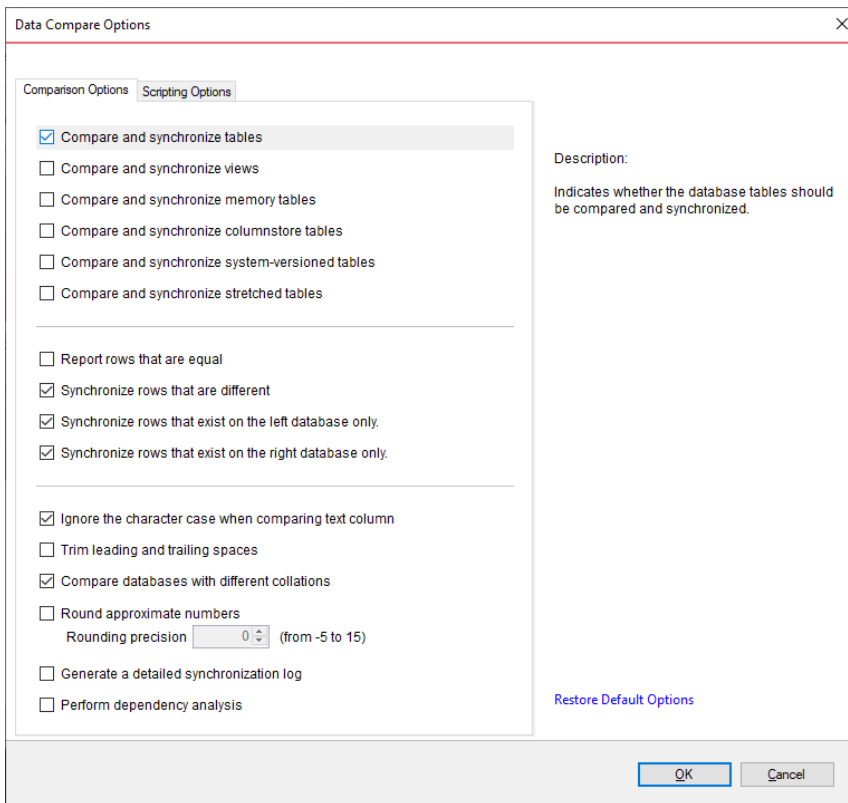 Data Compare Options
Comparison Options
Scripting Options
Compare and synchronize tables
Compare and synchronize views
Compare and synchronize memory tables
Compare and synchronize columnstore tables
Compare and synchronize system-versioned tables
Compare and synchronize stretched tables
Report rows that are equal
Synchronize rows that are different
Synchronize rows that exist on the left database only.
Synchronize rows that exist on the right database only.
Ignore the character case when comparing text column
Trim leading and trailing spaces
Compare databases with different collations
Round approximate numbers
Rounding precision 0 (from -5 to 15)
Generate a detailed synchronization log
Perform dependency analysis
Description:
Indicates whether the database tables should
be compared and synchronized.
Restore Default Options
OK
Cancel